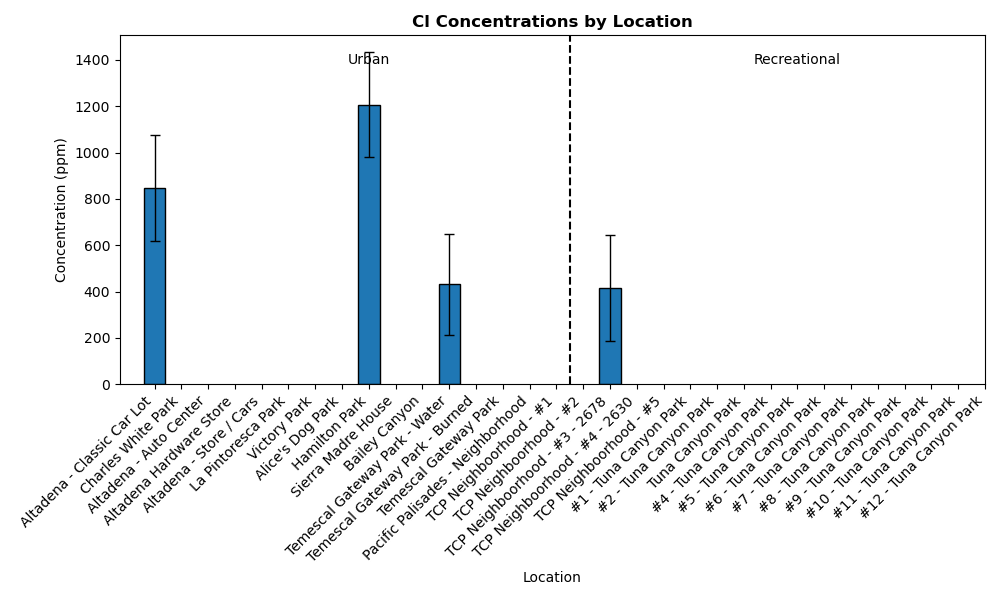 Cl Concentrations by Location
Urban
Recreational
Concentration (ppm)
1400
1200
1000
800
600
400
200
0
Altadena - Classic Car Lot
Charles White Park
Altadena - Auto Center
Altadena Hardware Store
Altadena - Store / Cars
La Pintoresca Park
Victory Park
Alice's Dog Park
Hamilton Park
Sierra Madre House
Bailey Canyon
Temescal Gateway Park - Water
Temescal Gateway Park - Burned
Temescal Gateway Park
Pacific Palisades - Neighborhood
TCP Neighboorhood - #1
TCP Neighboorhood - #2
TCP Neighboorhood - #3 - 2678
TCP Neighboorhood - #4 - 2630
TCP Neighboorhood - #5
#1 - Tuna Canyon Park
#2 - Tuna Canyon Park
Tuna Canyon Park
#4 - Tuna Canyon Park
#5 - Tuna Canyon Park
#6 - Tuna Canyon Park
#7 - Tuna Canyon Park
#8 - Tuna Canyon Park
#9 - Tuna Canyon Park
#10 - Tuna Canyon Park
#11 - Tuna Canyon Park
#12 - Tuna Canyon Park
Location